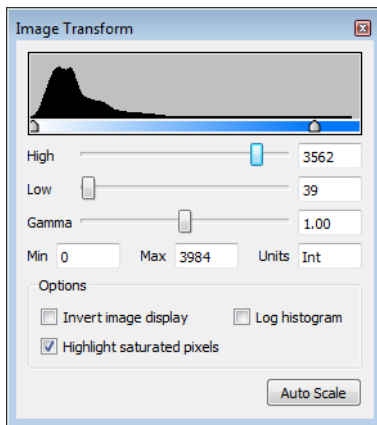 Image Transform
High 3562
Low 39
Gamma 1.00
Min 0 Max 3984 Units Int
Options
Invert image display Log histogram
Highlight saturated pixels
Auto Scale